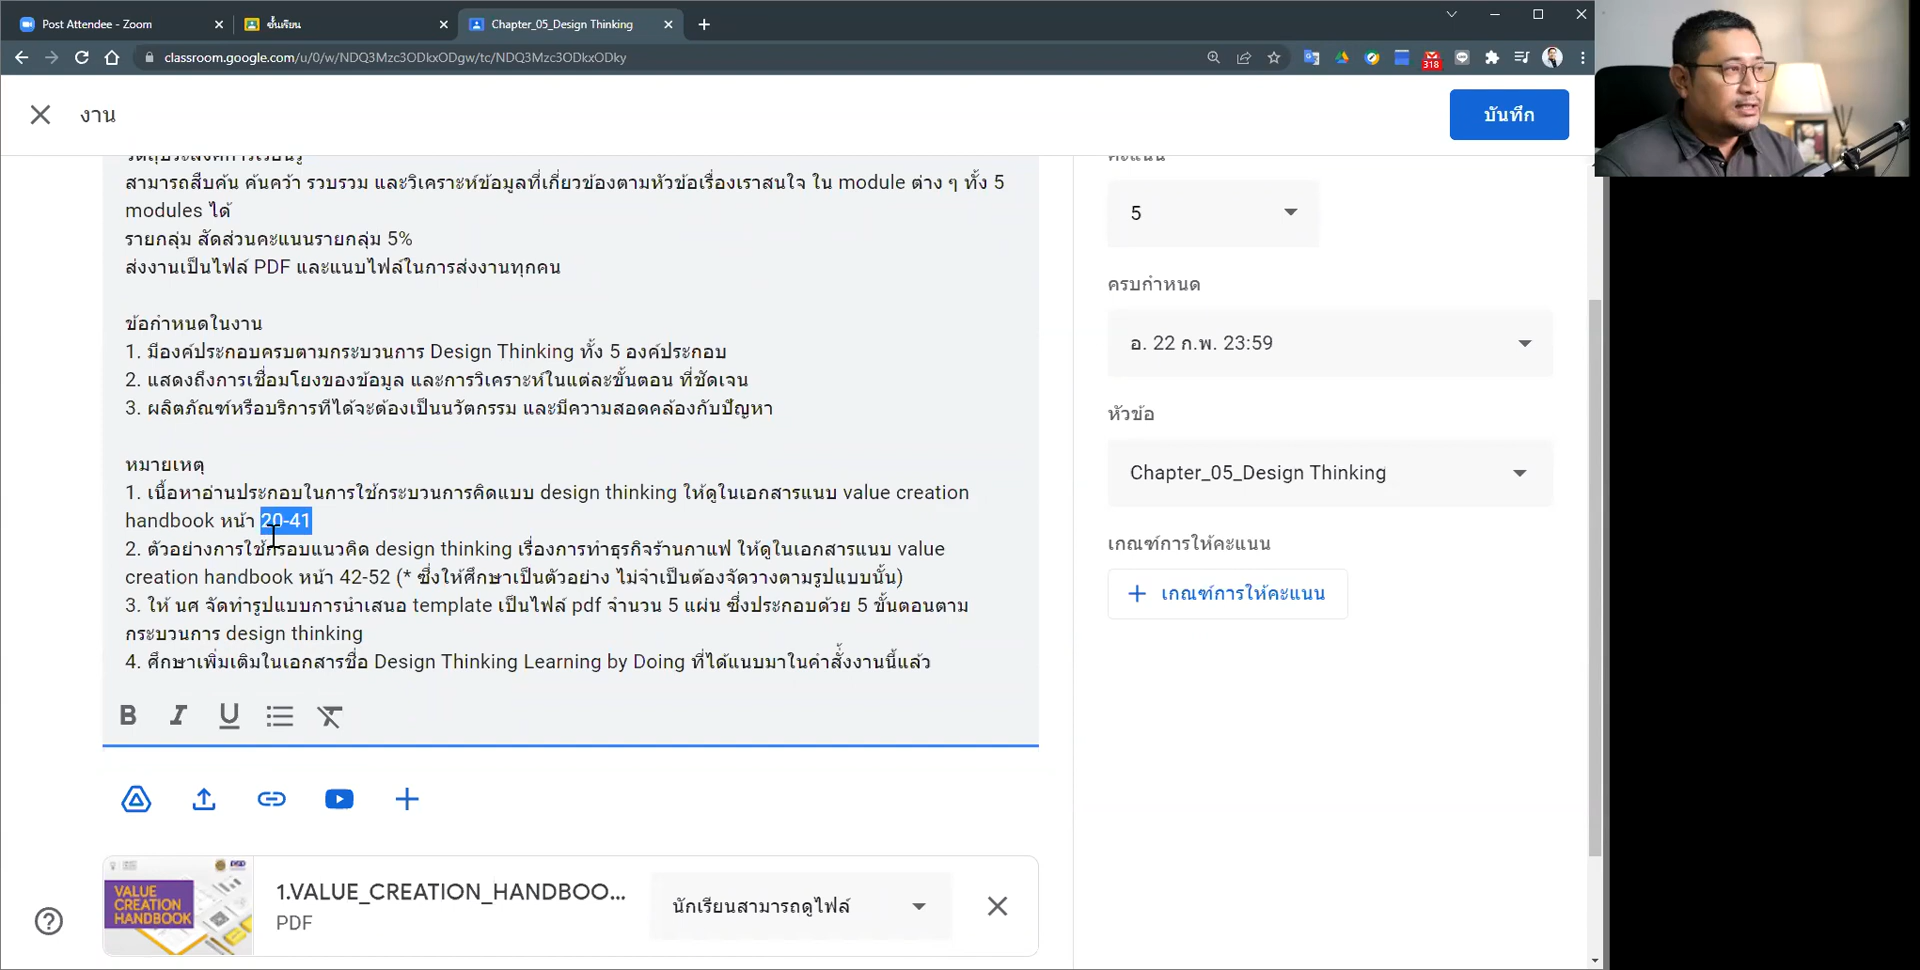 Post Attendee - Zoom
ชั้นเรียน
Chapter_05_Design Thinking
classroom.google.com/u/0/w/NDQ3Mzc3ODkxODgw/tc/NDQ3Mzc3ODkxODky
318
งาน
บันทึก
วัตถุประสงค์การเรียนรู้
สามารถสืบค้น ค้นคว้า รวบรวม และวิเคราะห์ข้อมูลที่เกี่ยวข้องตามหัวข้อเรื่องเราสนใจ ใน module ต่าง ๆ ทั้ง 5
modules ได้
รายกลุ่ม สัดส่วนคะแนนรายกลุ่ม 5%
ส่งงานเป็นไฟล์ PDF และแนบไฟล์ในการส่งงานทุกคน
ข้อกำหนดในงาน
1. มีองค์ประกอบครบตามกระบวนการ Design Thinking ทั้ง 5 องค์ประกอบ
2. แสดงถึงการเชื่อมโยงของข้อมูล และการวิเคราะห์ในแต่ละขั้นตอน ที่ชัดเจน
3. ผลิตภัณฑ์หรือบริการทีได้จะต้องเป็นนวัตกรรม และมีความสอดคล้องกับปัญหา
หมายเหตุ
1. เนื้อหาอ่านประกอบในการใช้กระบวนการคิดแบบ design thinking ให้ดูในเอกสารแนบ value creation
handbook หน้า 20-41
2. ตัวอย่างการใช้กรอบแนวคิด design thinking เรื่องการทำธุรกิจร้านกาแฟ ให้ดูในเอกสารแนบ value
creation handbook หน้า 42-52 (* ซึ่งให้ศึกษาเป็นตัวอย่าง ไม่จำเป็นต้องจัดวางตามรูปแบบนั้น)
3. ให้ นศ จัดทำรูปแบบการนำเสนอ template เป็นไฟล์ pdf จำนวน 5 แผ่น ซึ่งประกอบด้วย 5 ขั้นตอนตาม
กระบวนการ design thinking
4. ศึกษาเพิ่มเติมในเอกสารชื่อ Design Thinking Learning by Doing ที่ได้แนบมาในคำสั่งงานนี้แล้ว
B I U
VALUE
CREATION
HANDBOOK
1.VALUE_CREATION_HANDBOO...
PDF
นักเรียนสามารถดูไฟล์
คะแนน
5
ครบกำหนด
อ. 22 ก.พ. 23:59
หัวข้อ
Chapter_05_Design Thinking
เกณฑ์การให้คะแนน
+ เกณฑ์การให้คะแนน